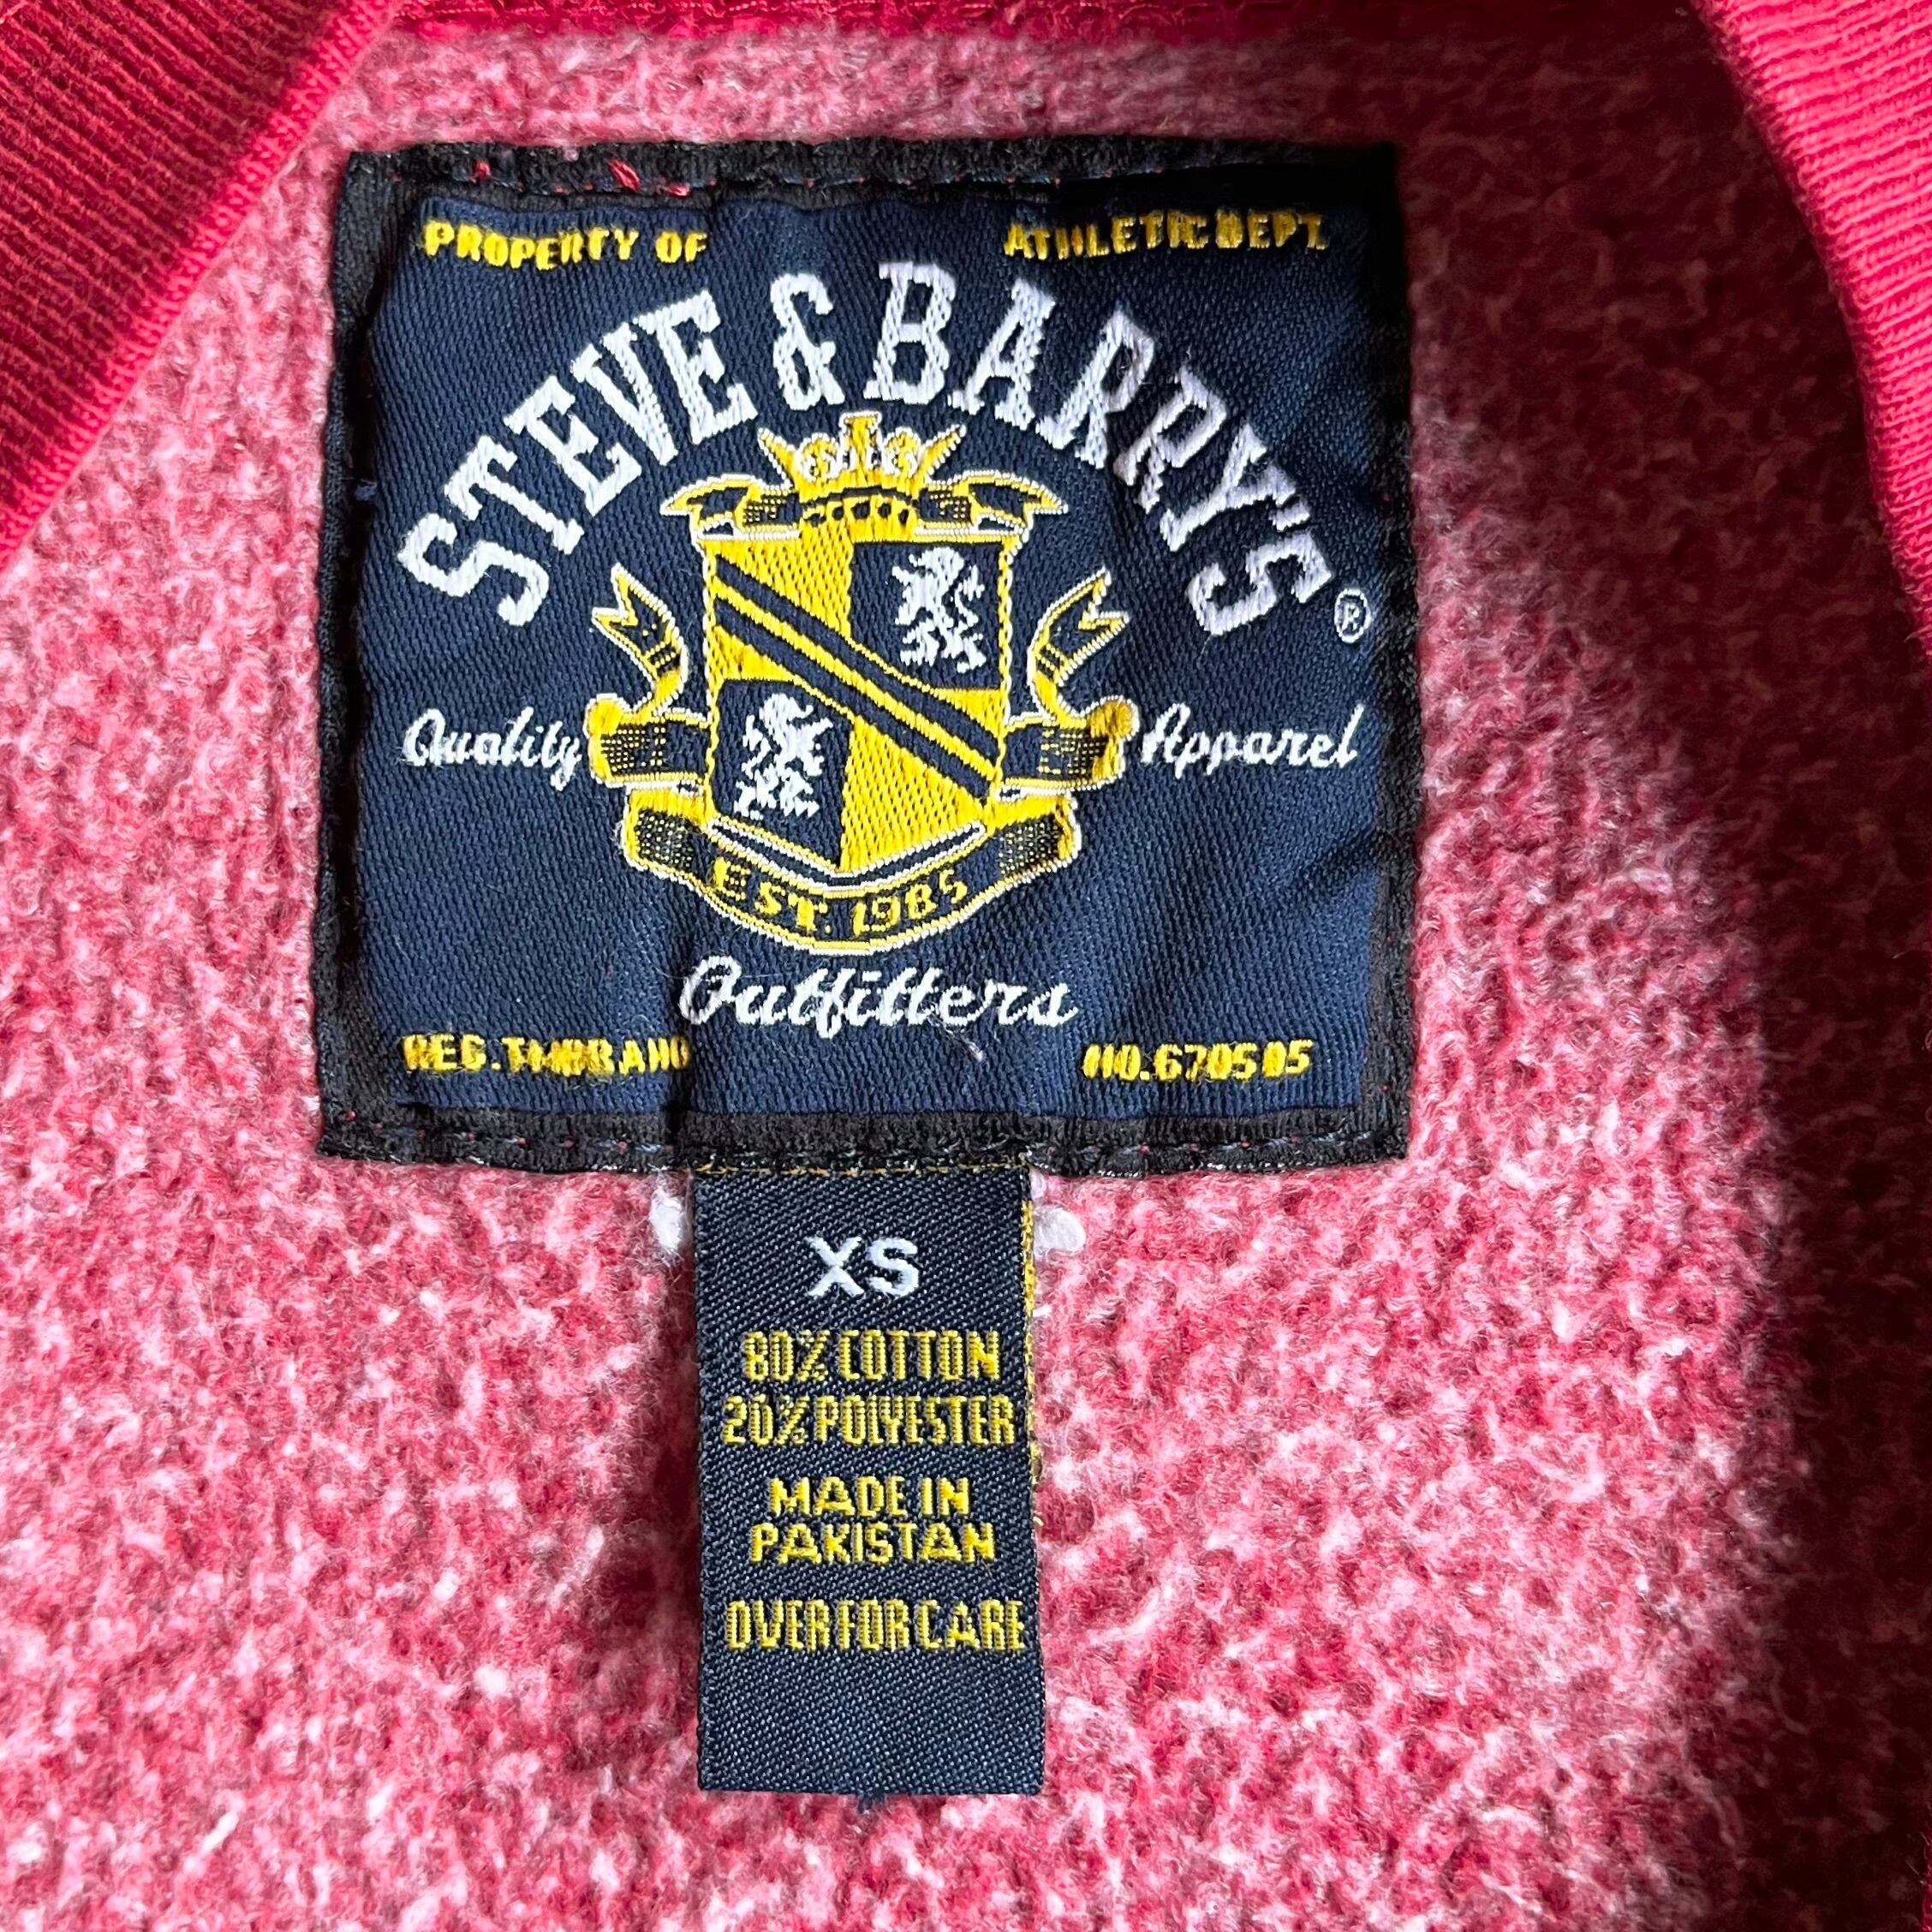 PROPERTY OF ATHLETIC DEPT.
STEVE & BARRY'S®
Quality Apparel
EST. 1985
Outfitters
REG. NO.670505
XS
80% COTTON
20% POLYESTER
MADE IN
PAKISTAN
OVER FOR CARE